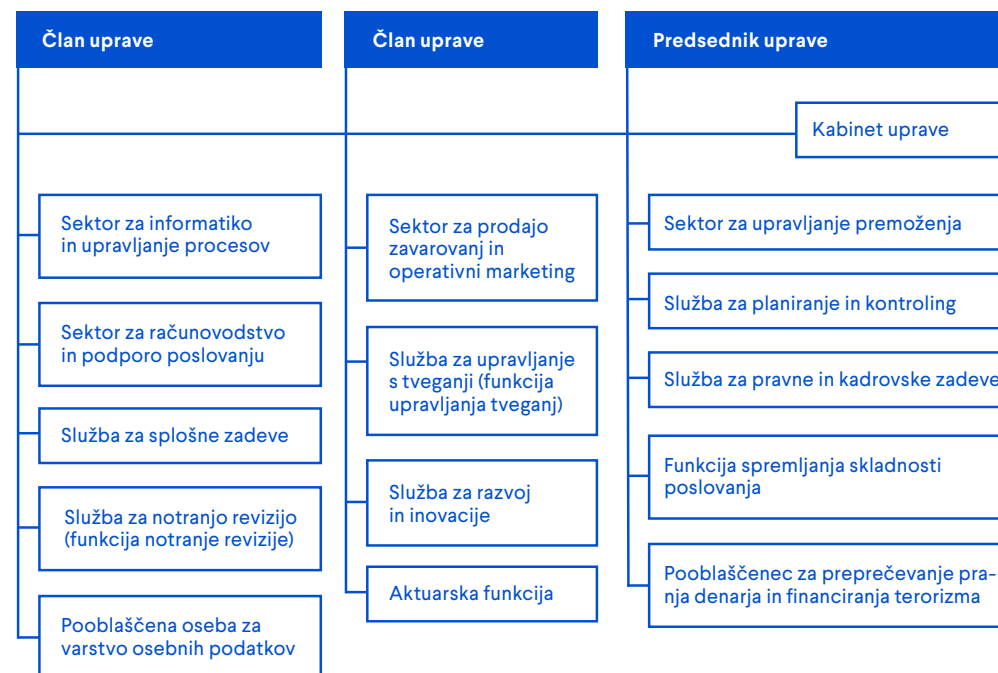 Član uprave
Sektor za informatiko
in upravljanje procesov
Sektor za računovodstvo
in podporo poslovanju
Služba za splošne zadeve
Služba za notranjo revizijo
(funkcija notranje revizije)
Pooblaščena oseba za
varstvo osebnih podatkov
Član uprave
Sektor za prodajo
zavarovanj in
operativni marketing
Služba za upravljanje
s tveganji (funkcija
upravljanja tveganj)
Služba za razvoj
in inovacije
Aktuarska funkcija
Predsednik uprave
Kabinet uprave
Sektor za upravljanje premoženja
Služba za planiranje in kontroling
Služba za pravne in kadrovske zadeve
Funkcija spremljanja skladnosti
poslovanja
Pooblaščenec za preprečevanje pra-
nja denarja in financiranja terorizma